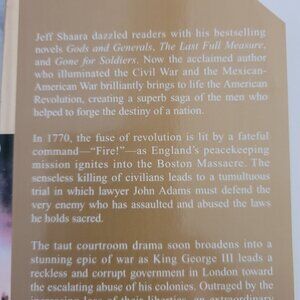 Jeff Shaara dazzled readers with his bestselling
novels Gods and Generals, The Last Full Measure,
and Gone for Soldiers. Now the acclaimed author
who illuminated the Civil War and the Mexican-
American War brilliantly brings to life the American
Revolution, creating a superb saga of the men who
helped to forge the destiny of a nation.
In 1770, the fuse of revolution is lit by a fateful
command—"Fire!"—as England's peacekeeping
mission ignites into the Boston Massacre. The
senseless killing of civilians leads to a tumultuous
trial in which lawyer John Adams must defend the
very enemy who has assaulted and abused the laws
he holds sacred.
The taut courtroom drama soon broadens into a
stunning epic of war as King George III leads a
reckless and corrupt government in London toward
the escalating abuse of his colonies. Outraged by the
increasing loss of their liberties, an extraordinary